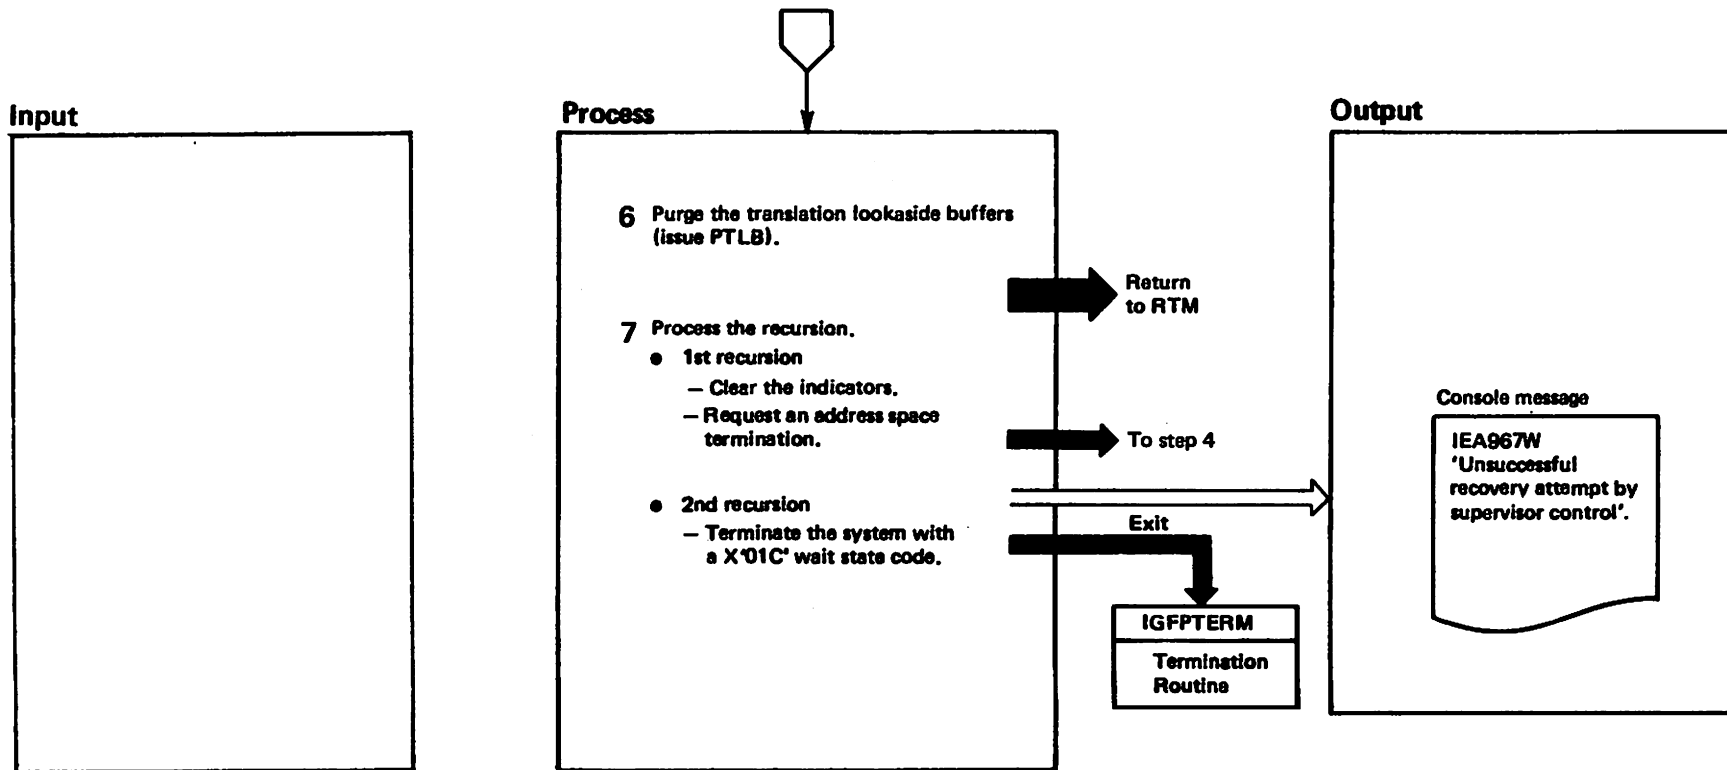 Input
Process
Output
6 Purge the translation lookaside buffers
(issue PTLB).
Return
to RTM
7 Process the recursion.
● 1st recursion
— Clear the indicators.
— Request an address space
termination.
To step 4
● 2nd recursion
— Terminate the system with
a X'01C' wait state code.
Exit
IGFPTERM
Termination
Routine
Console message
IEA967W
'Unsuccessful
recovery attempt by
supervisor control'.